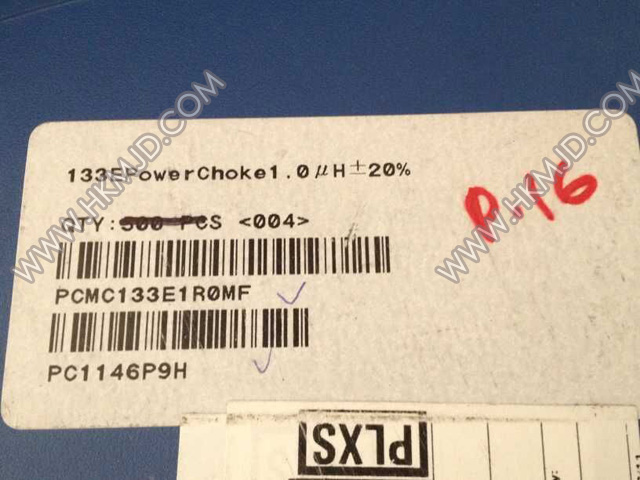 133EPowerChoke1.0μH±20%
QTY:500 PCS <004>
P.16
PCMC133E1R0MF
PC1146P9H
PLXS
WWW.HKMJD.COM
WWW.HKMJD.COM